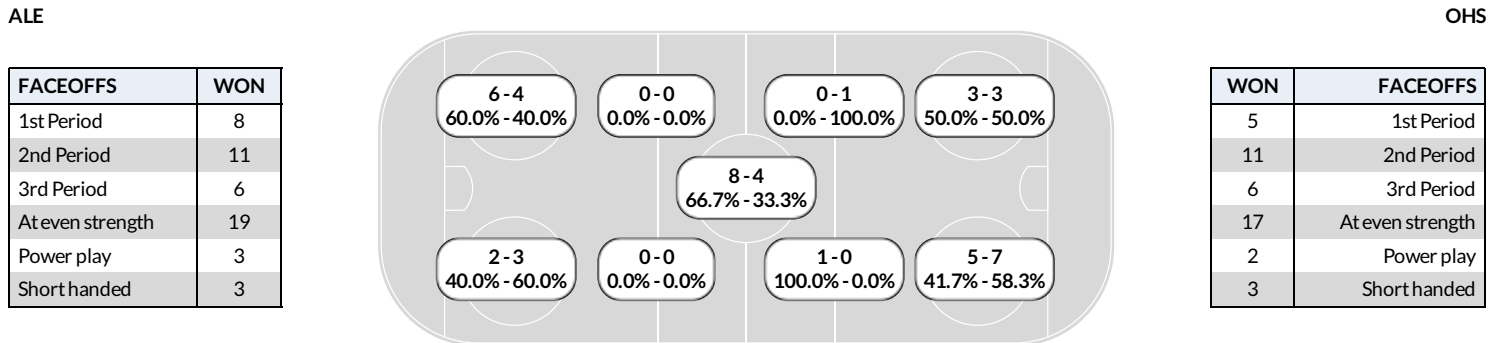 ALE
OHS
FACEOFFS WON
1st Period 8
2nd Period 11
3rd Period 6
At even strength 19
Power play 3
Short handed 3
6 - 4
60.0% - 40.0%
0 - 0
0.0% - 0.0%
0 - 1
0.0% - 100.0%
3 - 3
50.0% - 50.0%
8 - 4
66.7% - 33.3%
2 - 3
40.0% - 60.0%
0 - 0
0.0% - 0.0%
1 - 0
100.0% - 0.0%
5 - 7
41.7% - 58.3%
WON FACEOFFS
5 1st Period
11 2nd Period
6 3rd Period
17 At even strength
2 Power play
3 Short handed